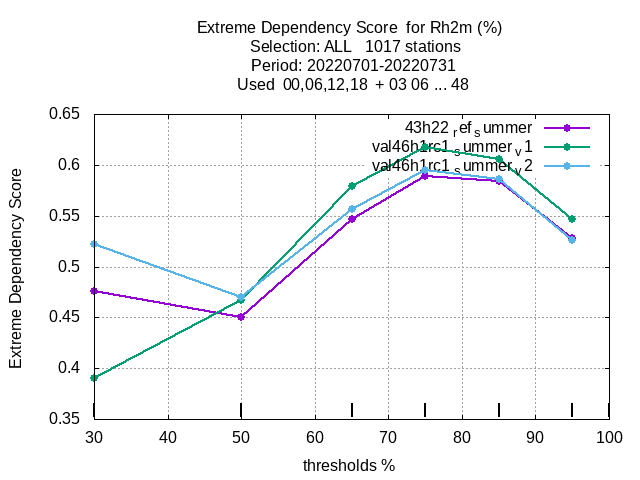 Extreme Dependency Score  for Rh2m (%)
Selection: ALL   1017 stations
Period: 20220701-20220731
Used  00,06,12,18  + 03 06 ... 48
0.65
0.6
0.55
0.5
0.45
0.4
0.35
Extreme Dependency Score
43h22 ref summer
val46h1rc1 summer v1
val46h1rc1 summer v2
30 40 50 60 70 80 90 100
thresholds %